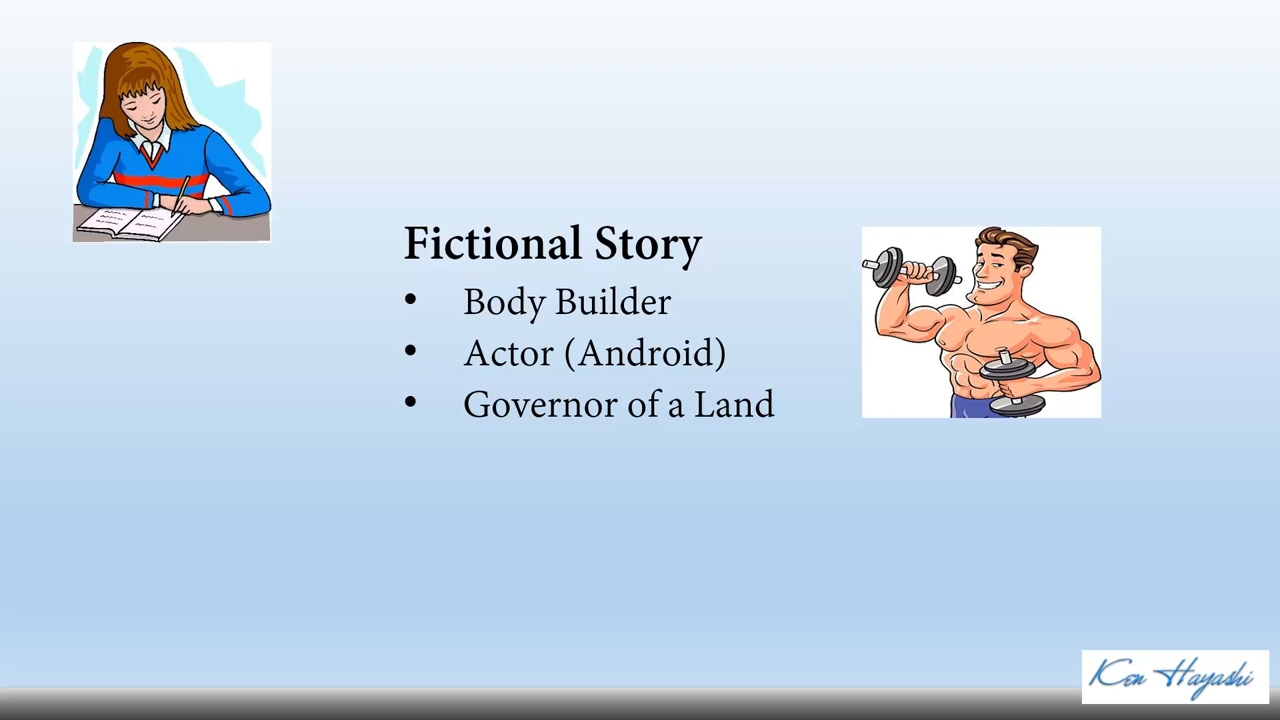 Fictional Story
• Body Builder
• Actor (Android)
• Governor of a Land
Ken Hayashi